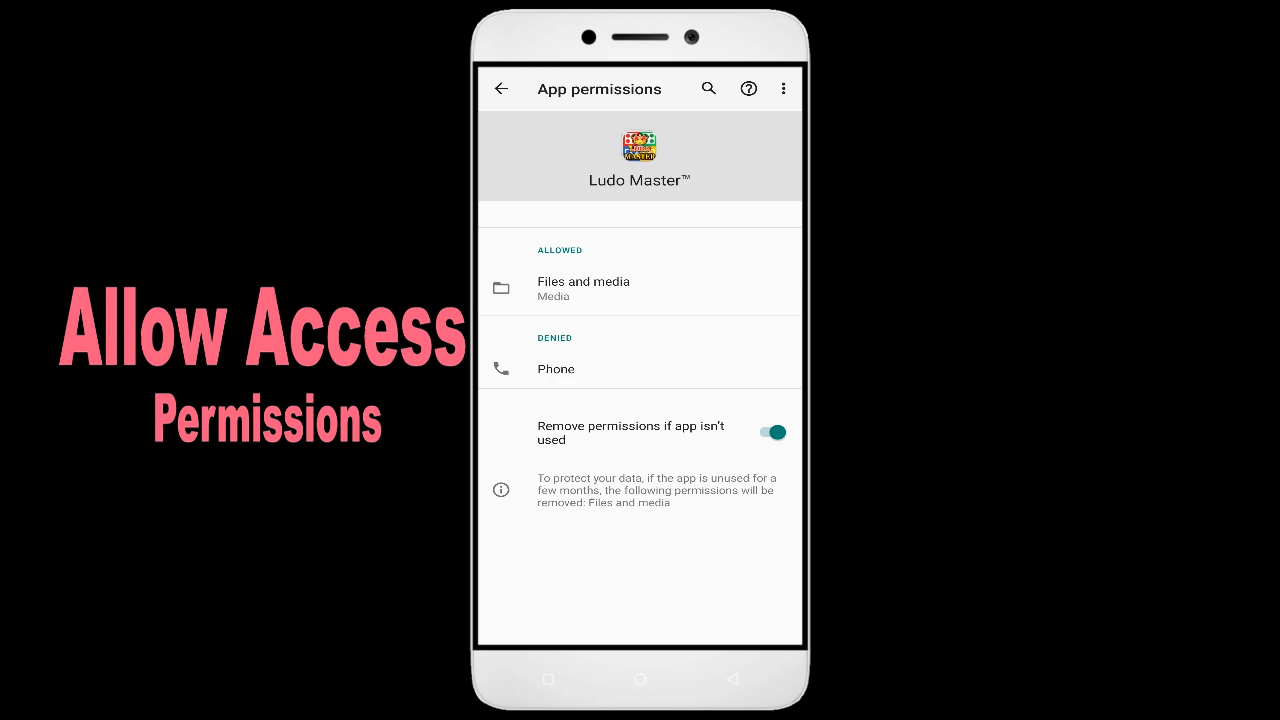 App permissions
LUDO
MASTER
Ludo Master™
ALLOWED
Files and media
Media
DENIED
Phone
Remove permissions if app isn't
used
To protect your data, if the app is unused for a
few months, the following permissions will be
removed: Files and media
Allow Access
Permissions